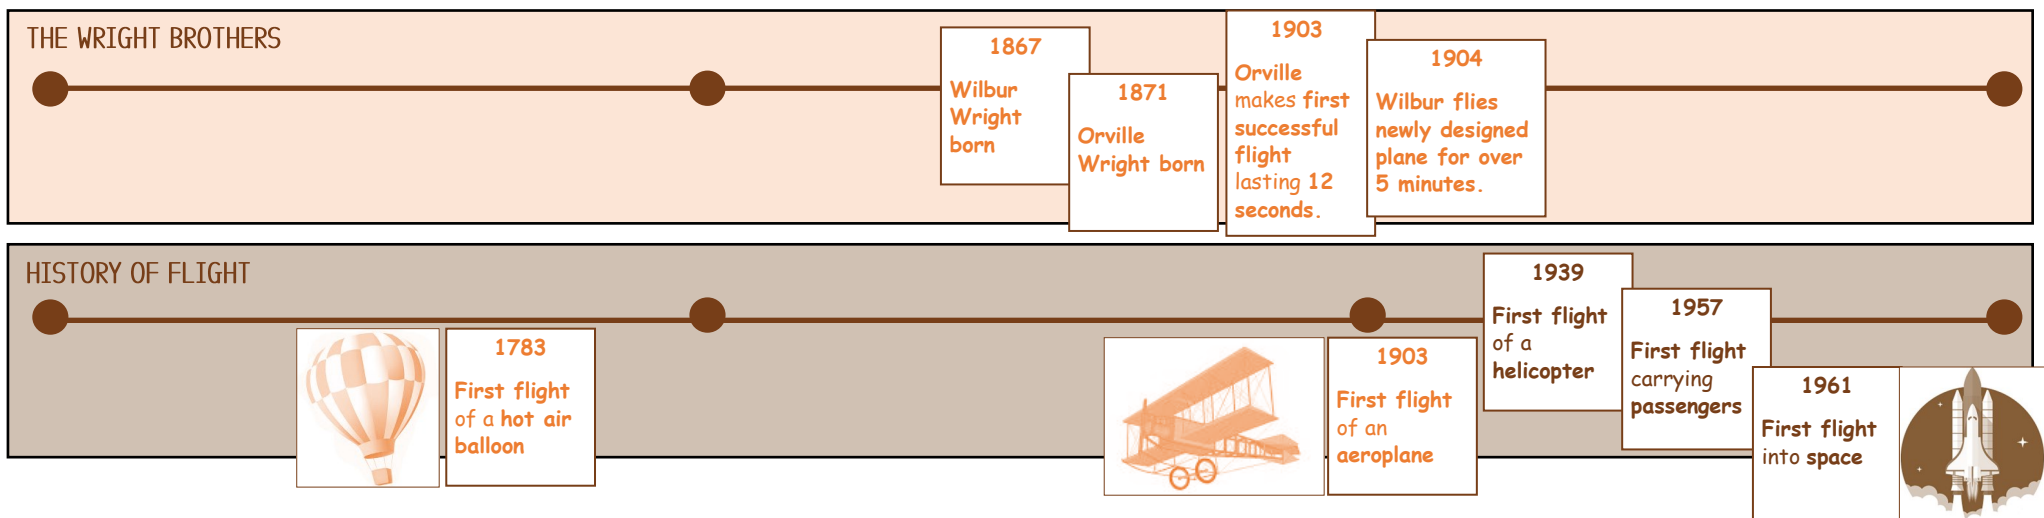 THE WRIGHT BROTHERS
1867
Wilbur
Wright
born
1871
Orville
Wright born
1903
Orville
makes first
successful
flight
lasting 12
seconds.
1904
Wilbur flies
newly designed
plane for over
5 minutes.
HISTORY OF FLIGHT
1783
First flight
of a hot air
balloon
1903
First flight
of an
aeroplane
1939
First flight
of a
helicopter
1957
First flight
carrying
passengers
1961
First flight
into space